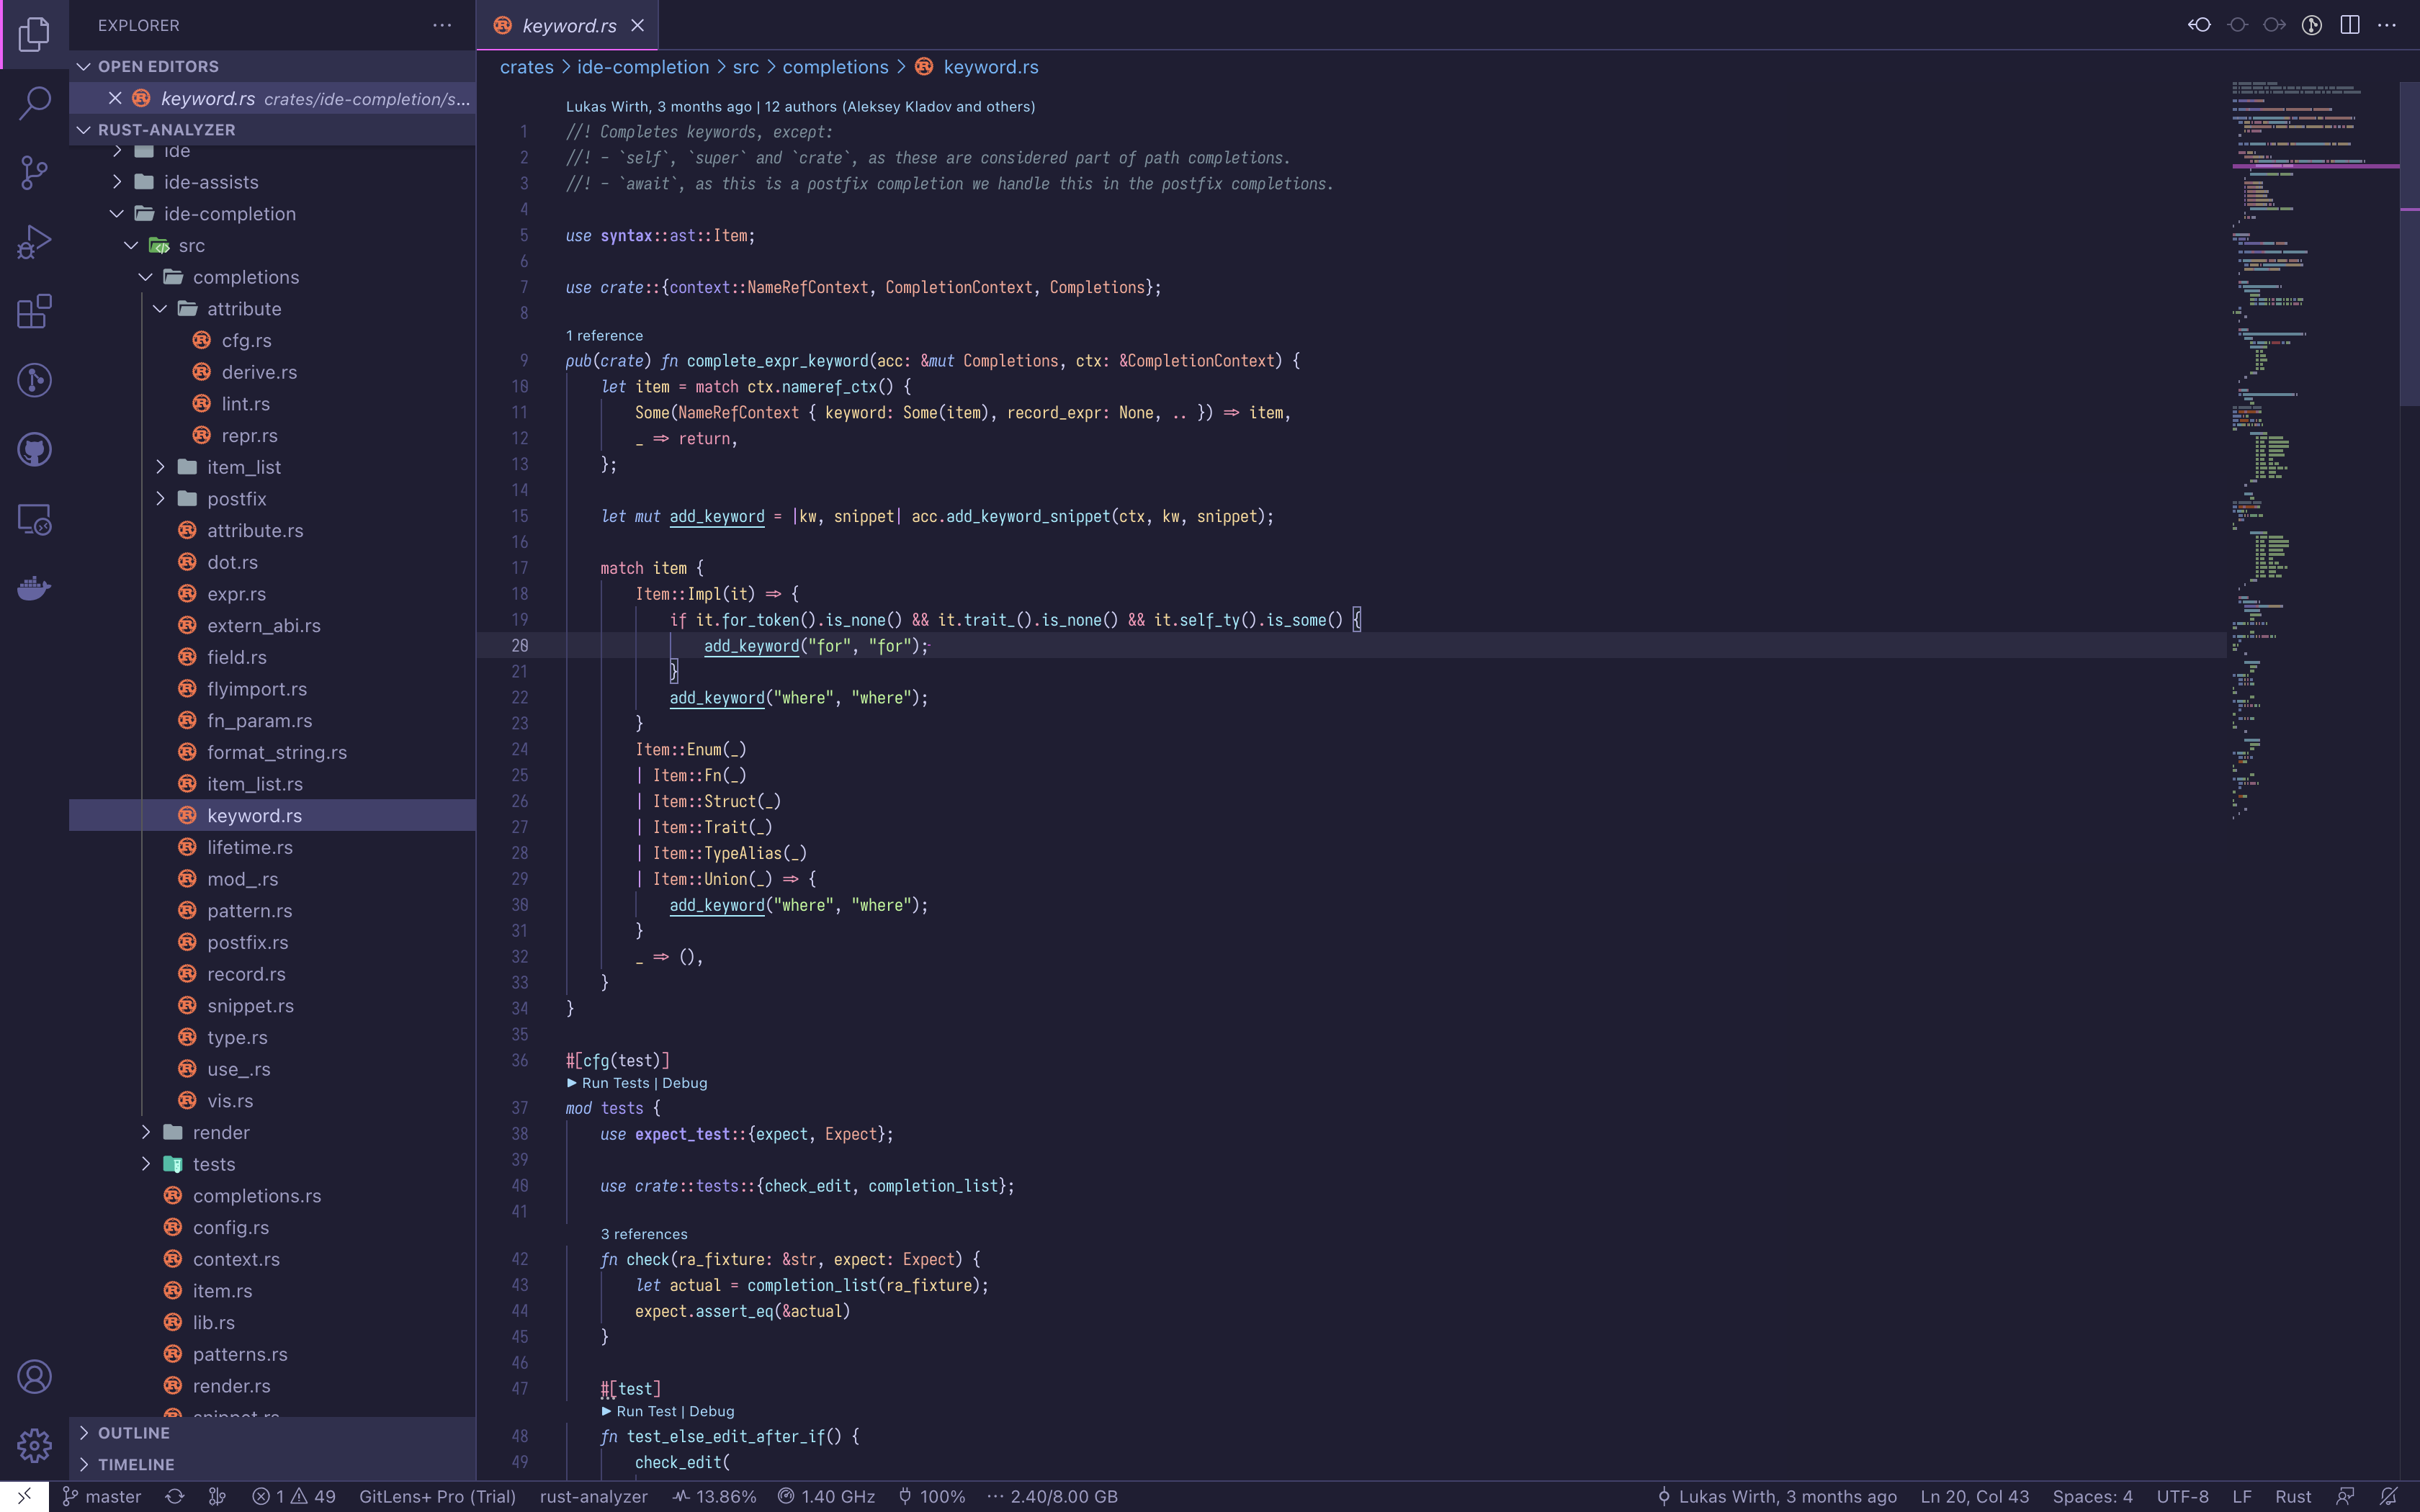 EXPLORER
OPEN EDITORS
keyword.rs crates/ide-completion/s...
RUST-ANALYZER
ide
ide-assists
ide-completion
src
completions
attribute
cfg.rs
derive.rs
lint.rs
repr.rs
item_list
postfix
attribute.rs
dot.rs
expr.rs
extern_abi.rs
field.rs
flyimport.rs
fn_param.rs
format_string.rs
item_list.rs
keyword.rs
lifetime.rs
mod_.rs
pattern.rs
postfix.rs
record.rs
snippet.rs
type.rs
use_.rs
vis.rs
render
tests
completions.rs
config.rs
context.rs
item.rs
lib.rs
patterns.rs
render.rs
snippet.rs
OUTLINE
TIMELINE
keyword.rs
crates > ide-completion > src > completions > keyword.rs
Lukas Wirth, 3 months ago | 12 authors (Aleksey Kladov and others)
1 //! Completes keywords, except:
2 //! - `self`, `super` and `crate`, as these are considered part of path completions.
3 //! - `await`, as this is a postfix completion we handle this in the postfix completions.
4
5 use syntax::ast::Item;
6
7 use crate::{context::NameRefContext, CompletionContext, Completions};
8
1 reference
9 pub(crate) fn complete_expr_keyword(acc: &mut Completions, ctx: &CompletionContext) {
10 let item = match ctx.nameref_ctx() {
11 Some(NameRefContext { keyword: Some(item), record_expr: None, .. }) => item,
12 _ => return,
13 };
14
15 let mut add_keyword = |kw, snippet| acc.add_keyword_snippet(ctx, kw, snippet);
16
17 match item {
18 Item::Impl(it) => {
19 if it.for_token().is_none() && it.trait_().is_none() && it.self_ty().is_some() {
20 add_keyword("for", "for");
21 }
22 add_keyword("where", "where");
23 }
24 Item::Enum(_)
25 | Item::Fn(_)
26 | Item::Struct(_)
27 | Item::Trait(_)
28 | Item::TypeAlias(_)
29 | Item::Union(_) => {
30 add_keyword("where", "where");
31 }
32 _ => (),
33 }
34 }
35
36 #[cfg(test)]
Run Tests | Debug
37 mod tests {
38 use expect_test::{expect, Expect};
39
40 use crate::tests::{check_edit, completion_list};
41
3 references
42 fn check(ra_fixture: &str, expect: Expect) {
43 let actual = completion_list(ra_fixture);
44 expect.assert_eq(&actual)
45 }
46
47 #[test]
Run Test | Debug
48 fn test_else_edit_after_if() {
49 check_edit(
master 1 49 GitLens+ Pro (Trial) rust-analyzer 13.86% 1.40 GHz 100% 2.40/8.00 GB Lukas Wirth, 3 months ago Ln 20, Col 43 Spaces: 4 UTF-8 LF Rust